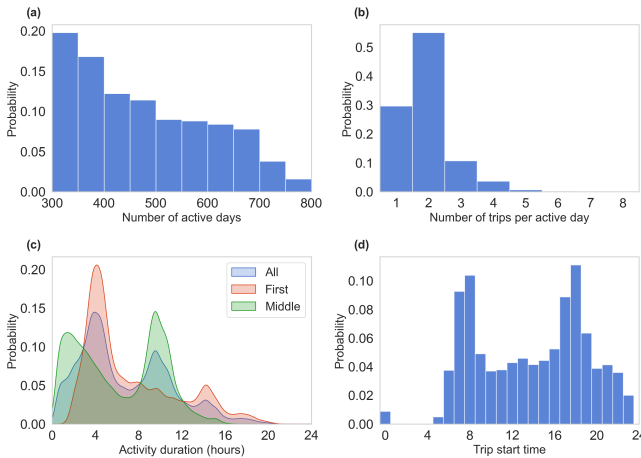 (a)
Probability
0.20
0.15
0.10
0.05
0.00
300 400 500 600 700 800
Number of active days
(b)
Probability
0.5
0.4
0.3
0.2
0.1
0.0
1 2 3 4 5 6 7 8
Number of trips per active day
(c)
Probability
0.20
0.15
0.10
0.05
0.00
0 4 8 12 16 20 24
Activity duration (hours)
All
First
Middle
(d)
Probability
0.10
0.08
0.06
0.04
0.02
0.00
0 4 8 12 16 20 24
Trip start time